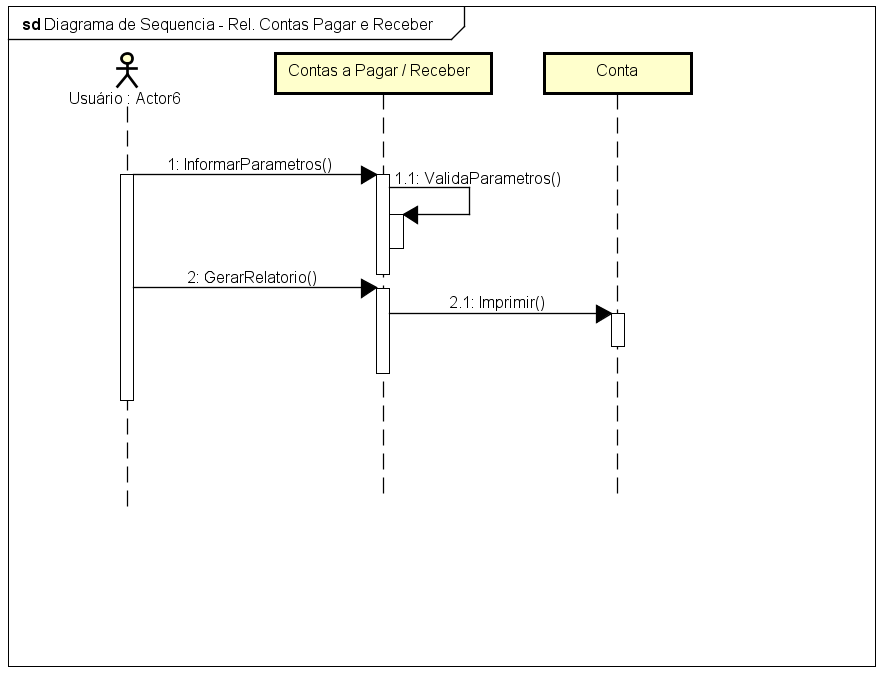 sd Diagrama de Sequencia - Rel. Contas Pagar e Receber
Contas a Pagar / Receber
Conta
Usuário : Actor6
1: InformarParametros()
1.1: ValidaParametros()
2: GerarRelatorio()
2.1: Imprimir()